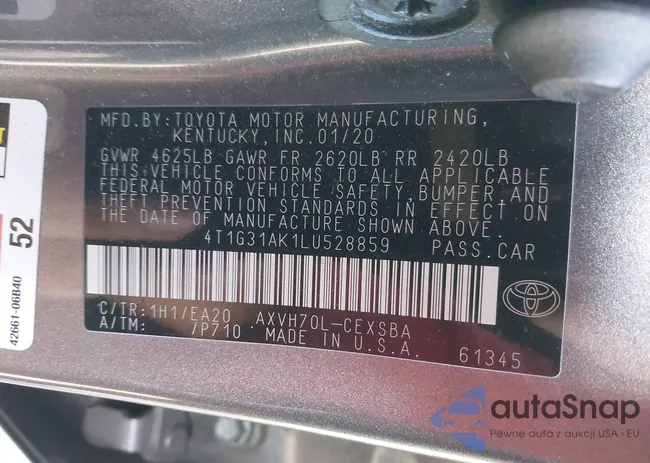 MFD.BY:TOYOTA MOTOR MANUFACTURING,
KENTUCKY,INC.01/20
GVWR 4625LB GAWR FR 2620LB RR 2420LB
THIS VEHICLE CONFORMS TO ALL APPLICABLE
FEDERAL MOTOR VEHICLE SAFETY,BUMPER,AND
THEFT PREVENTION STANDARDS IN EFFECT ON
THE DATE OF MANUFACTURE SHOWN ABOVE.
4T1G31AK1LU528859 PASS.CAR
C/TR:1H1/EA20 AXVH70L-CEXSBA
A/TM: /P710 MADE IN U.S.A.
61345
52
42661-06B40
autaSnap
Pewne auta z aukcji USA i EU